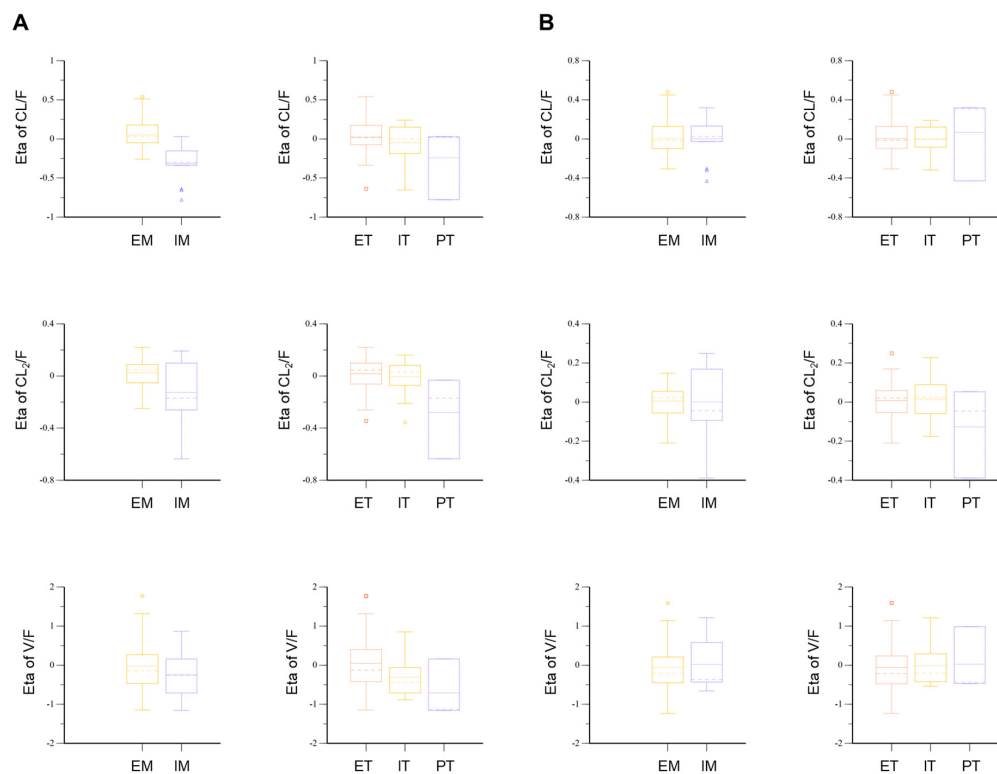 A
B
Eta of CL/F
1
0.5
0
-0.5
-1
EM IM
Eta of CL/F
1
0.5
0
-0.5
-1
ET IT PT
Eta of CL/F
0.8
0.4
0
-0.4
-0.8
EM IM
Eta of CL/F
0.8
0.4
0
-0.4
-0.8
ET IT PT
Eta of CL₂/F
0.4
0
-0.4
-0.8
EM IM
Eta of CL₂/F
0.4
0
-0.4
-0.8
ET IT PT
Eta of CL₂/F
0.4
0.2
0
-0.2
-0.4
EM IM
Eta of CL₂/F
0.4
0.2
0
-0.2
-0.4
ET IT PT
Eta of V/F
2
1
0
-1
-2
EM IM
Eta of V/F
2
1
0
-1
-2
ET IT PT
Eta of V/F
2
1
0
-1
-2
EM IM
Eta of V/F
2
1
0
-1
-2
ET IT PT